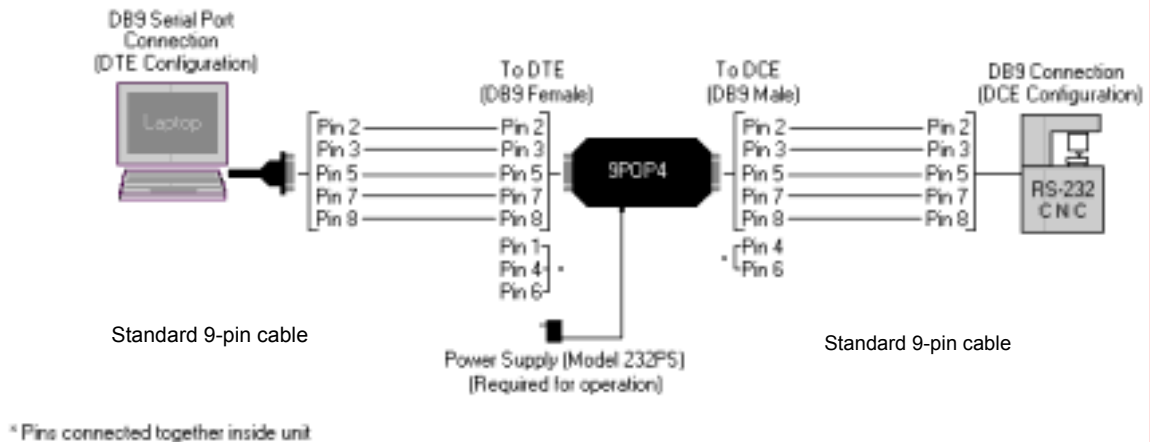 DB9 Serial Port
Connection
(DTE Configuration)
Laptop
To DTE
(DB9 Female)
To DCE
(DB9 Male)
DB9 Connection
(DCE Configuration)
Pin 2 Pin 2
Pin 3 Pin 3
Pin 5 Pin 5
Pin 7 Pin 7
Pin 8 Pin 8
Pin 1
Pin 4
Pin 6
*
9POP4
Pin 2 Pin 2
Pin 3 Pin 3
Pin 5 Pin 5
Pin 7 Pin 7
Pin 8 Pin 8
* Pin 4
Pin 6
RS-232
CNC
Standard 9-pin cable
Standard 9-pin cable
Power Supply (Model 232PS)
(Required for operation)
* Pins connected together inside unit